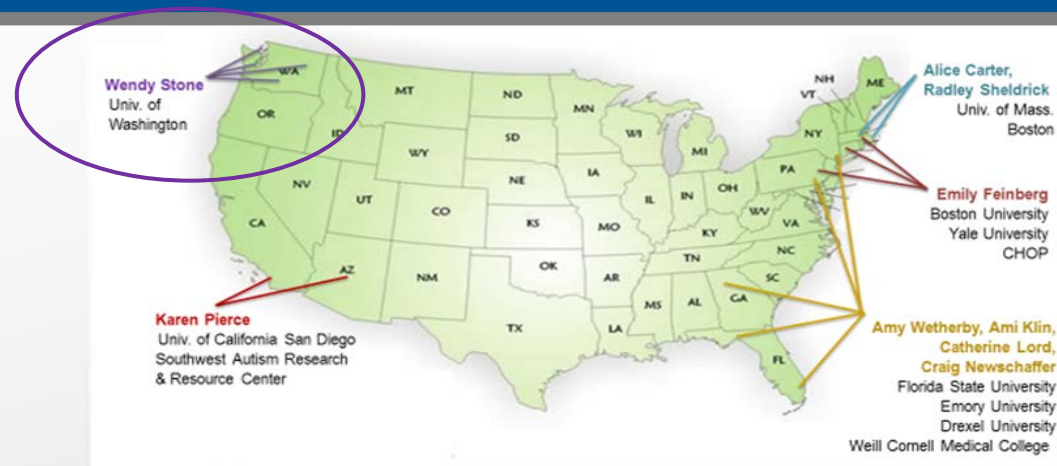 Wendy Stone
Univ. of
Washington
WA
OR
ID
MT
ND
MN
SD
WY
NE
IA
WI
MI
NV
UT
CO
KS
MO
IL
IN
OH
KY
WV
VA
PA
NY
NH
VT
ME
CA
AZ
NM
OK
AR
TN
NC
SC
MS
AL
GA
TX
LA
FL
Alice Carter,
Radley Sheldrick
Univ. of Mass.
Boston
Emily Feinberg
Boston University
Yale University
CHOP
Karen Pierce
Univ. of California San Diego
Southwest Autism Research
& Resource Center
Amy Wetherby, Ami Klin,
Catherine Lord,
Craig Newschaffer
Florida State University
Emory University
Drexel University
Weill Cornell Medical College